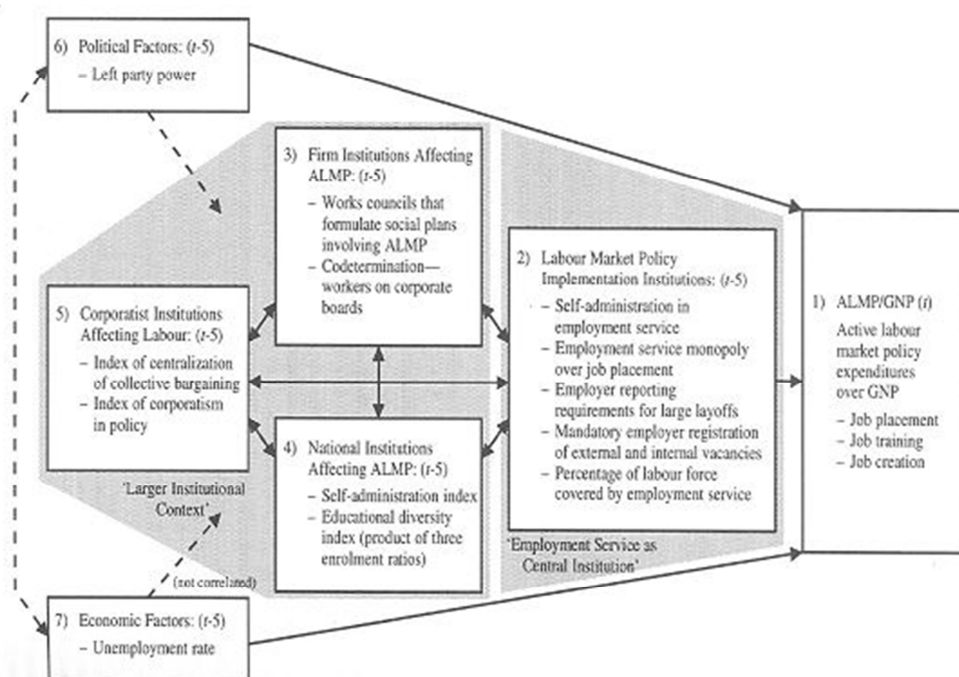 6) Political Factors: (t-5)
– Left party power
3) Firm Institutions Affecting
ALMP: (t-5)
– Works councils that
formulate social plans
involving ALMP
– Codetermination—
workers on corporate
boards
2) Labour Market Policy
Implementation Institutions: (t-5)
– Self-administration in
employment service
– Employment service monopoly
over job placement
– Employer reporting
requirements for large layoffs
– Mandatory employer registration
of external and internal vacancies
– Percentage of labour force
covered by employment service
1) ALMP/GNP (t)
Active labour
market policy
expenditures
over GNP
– Job placement
– Job training
– Job creation
5) Corporatist Institutions
Affecting Labour: (t-5)
– Index of centralization
of collective bargaining
– Index of corporatism
in policy
4) National Institutions
Affecting ALMP: (t-5)
– Self-administration index
– Educational diversity
index (product of three
enrolment ratios)
'Larger Institutional
Context'
'Employment Service as
Central Institution'
(not correlated)
7) Economic Factors: (t-5)
– Unemployment rate